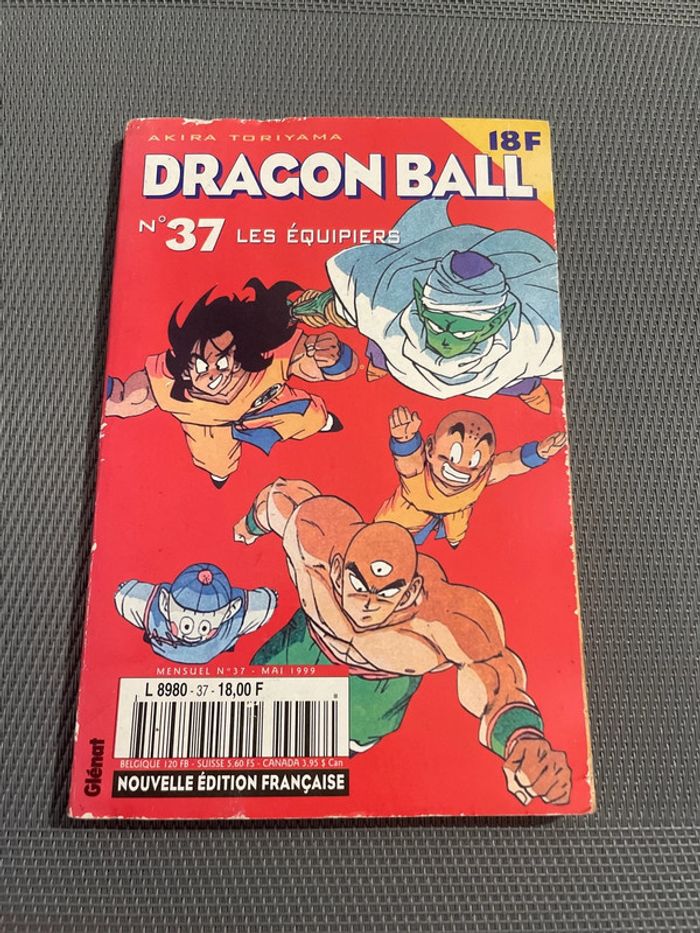 AKIRA TORIYAMA
18F
DRAGON BALL
N°37 LES ÉQUIPIERS
MENSUEL N°37 - MAI 1999
L 8980 - 37 - 18,00 F
BELGIQUE 120 FB - SUISSE 5,60 FS - CANADA 3,95 $ Can
NOUVELLE ÉDITION FRANÇAISE
Glénat